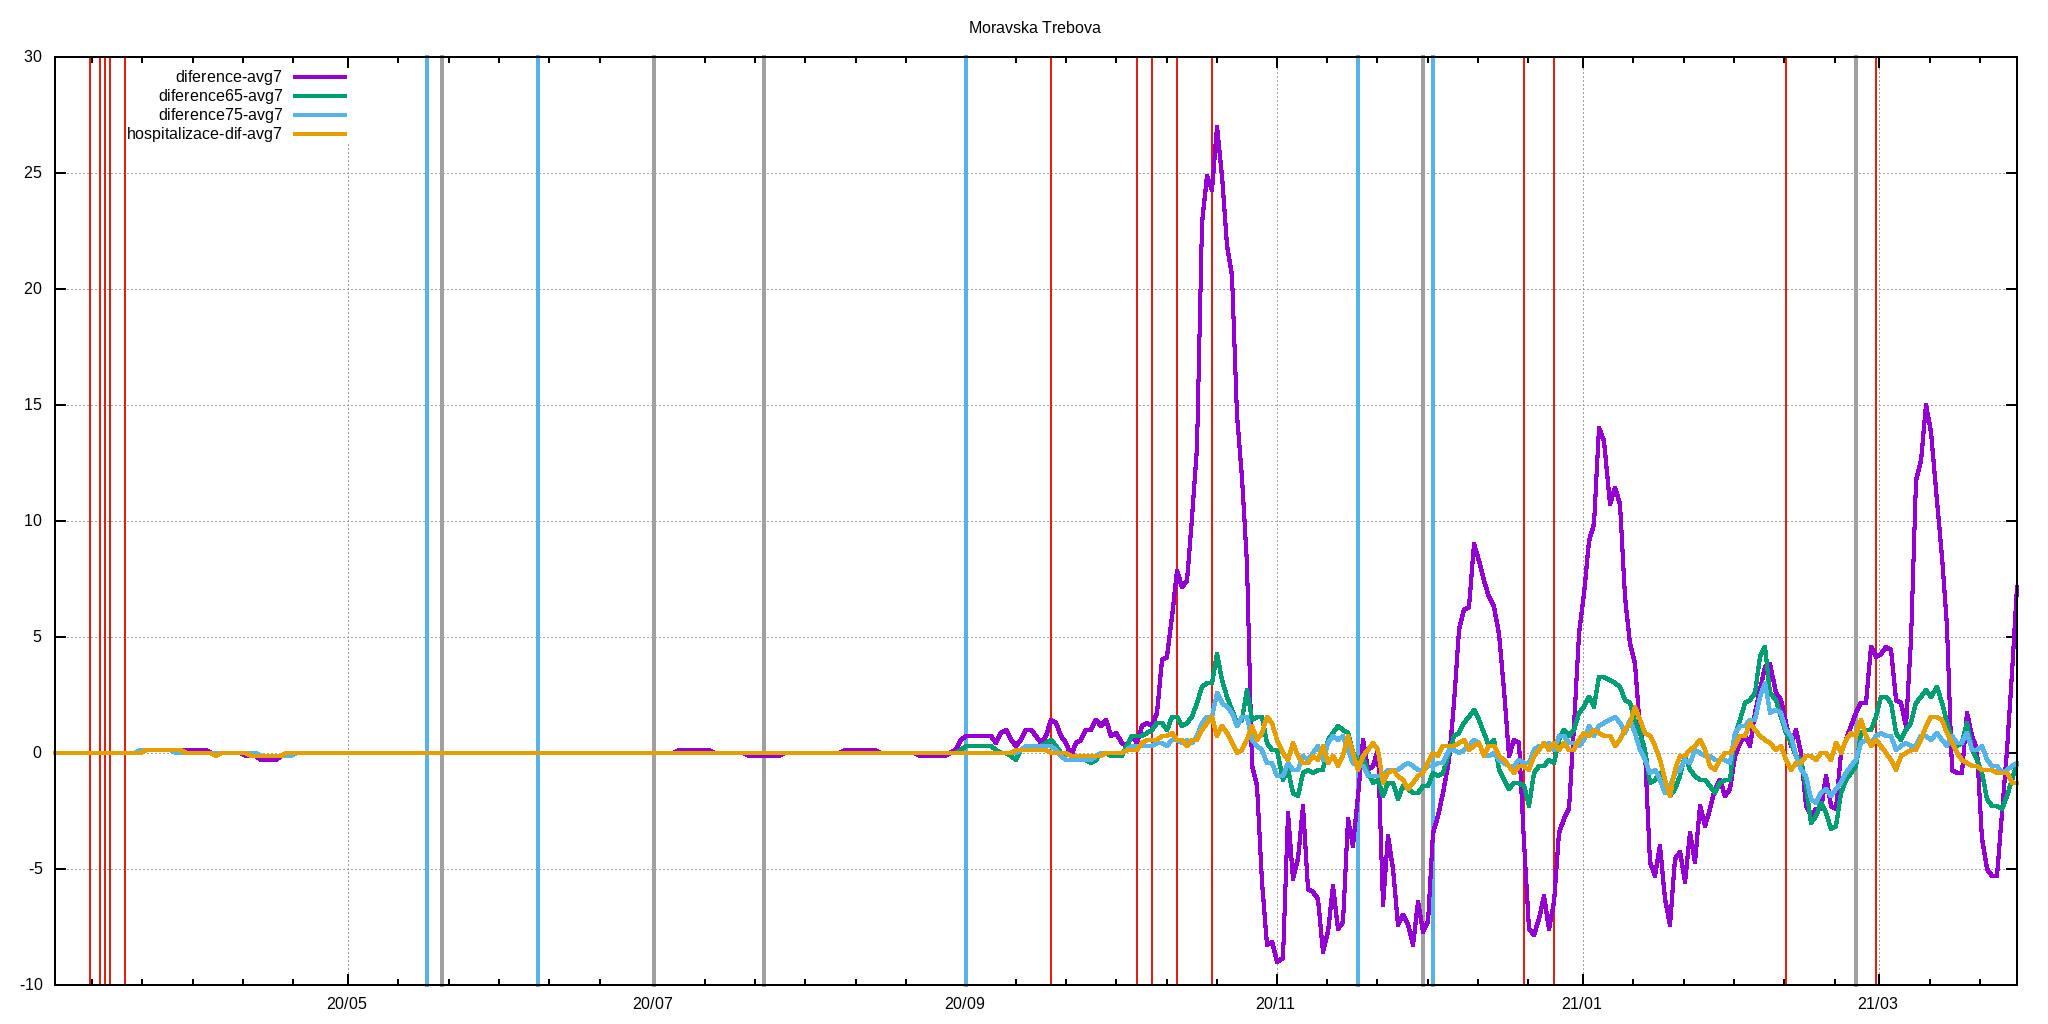 Moravska Trebova
30
25
20
15
10
5
0
-5
-10
diference-avg7
diference65-avg7
diference75-avg7
hospitalizace-dif-avg7
20/05 20/07 20/09 20/11 21/01 21/03